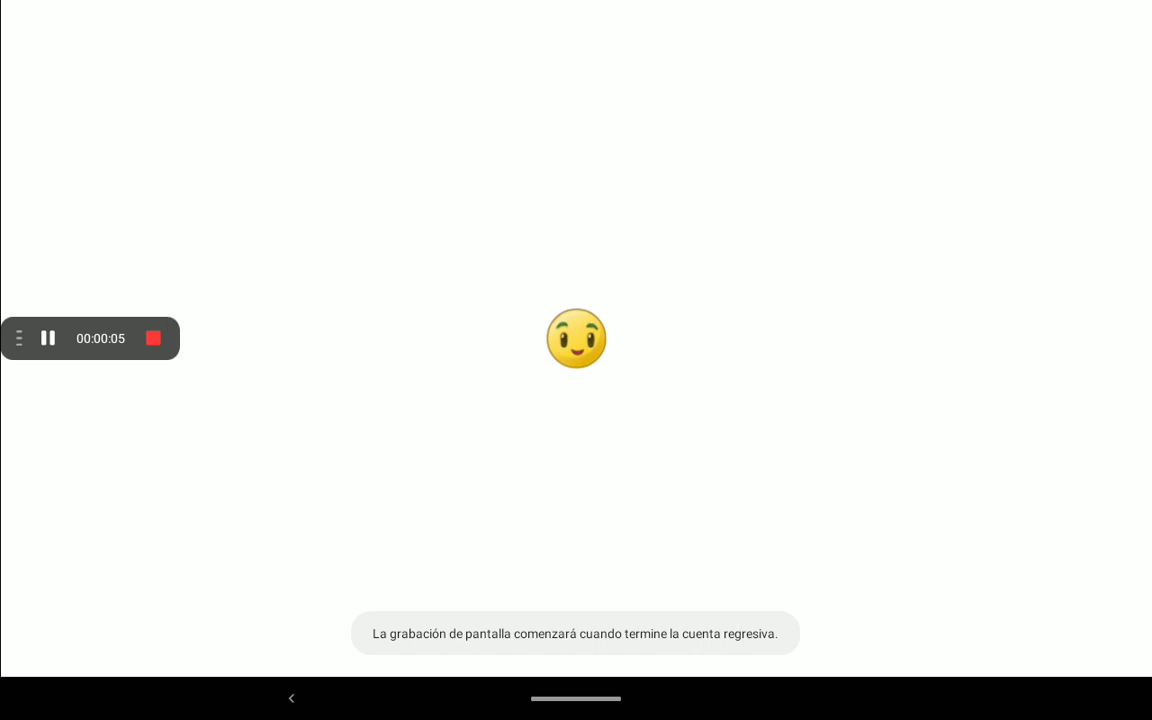 00:00:05
La grabación de pantalla comenzará cuando termine la cuenta regresiva.